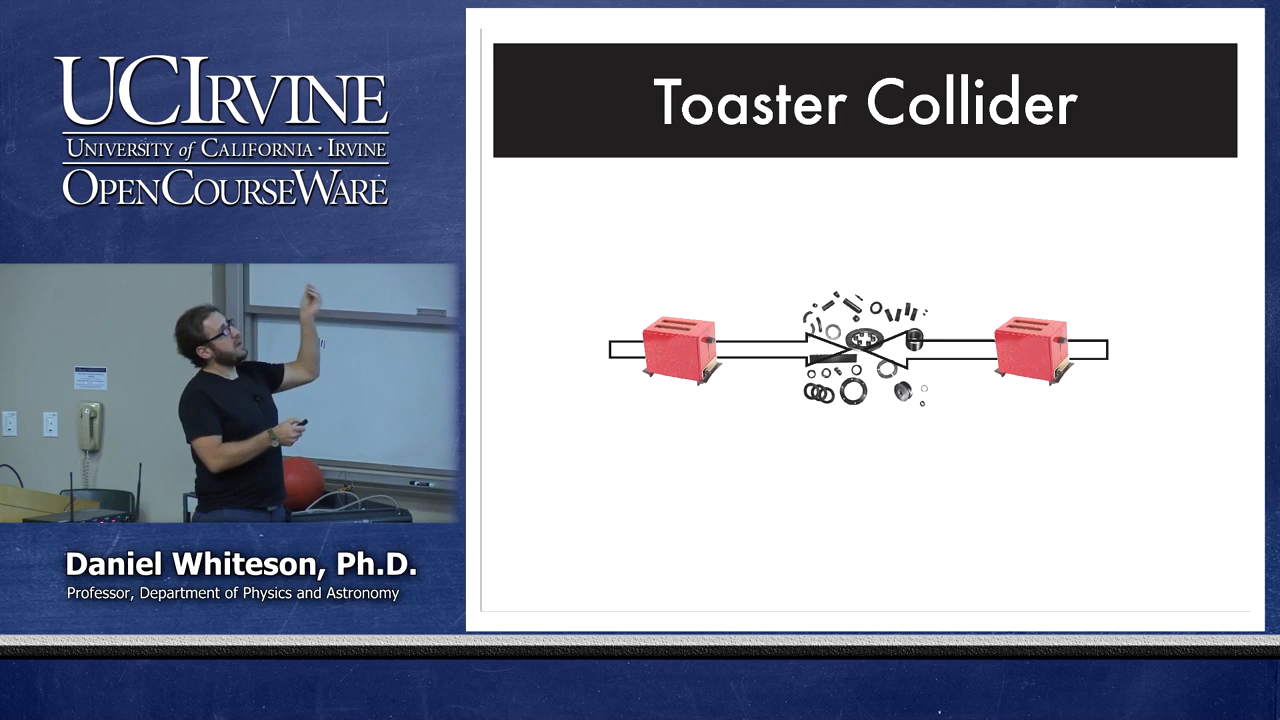 UCIRVINE
UNIVERSITY of CALIFORNIA · IRVINE
OPENCOURSEWARE
Toaster Collider
Daniel Whiteson, Ph.D.
Professor, Department of Physics and Astronomy